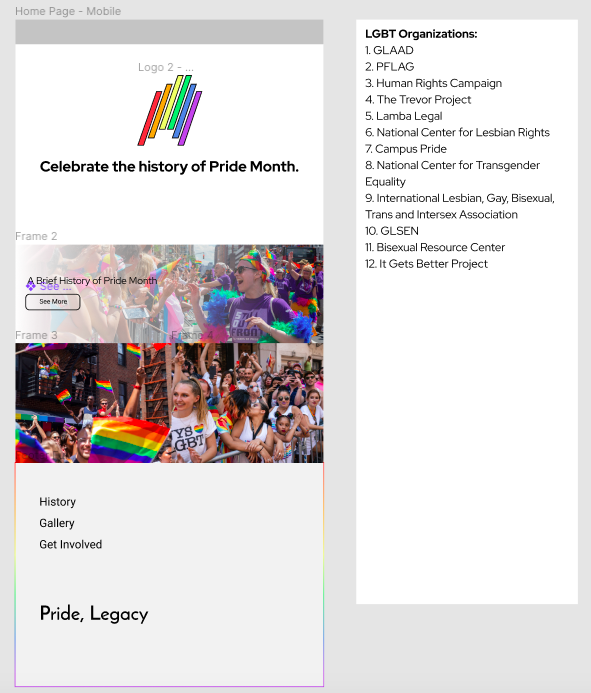 Home Page - Mobile
Logo 2 - ...
Celebrate the history of Pride Month.
Frame 2
A Brief History of Pride Month
See ...
See More
Frame 3
Frame 4
History
Gallery
Get Involved
Pride, Legacy
LGBT Organizations:
1. GLAAD
2. PFLAG
3. Human Rights Campaign
4. The Trevor Project
5. Lamba Legal
6. National Center for Lesbian Rights
7. Campus Pride
8. National Center for Transgender
Equality
9. International Lesbian, Gay, Bisexual,
Trans and Intersex Association
10. GLSEN
11. Bisexual Resource Center
12. It Gets Better Project